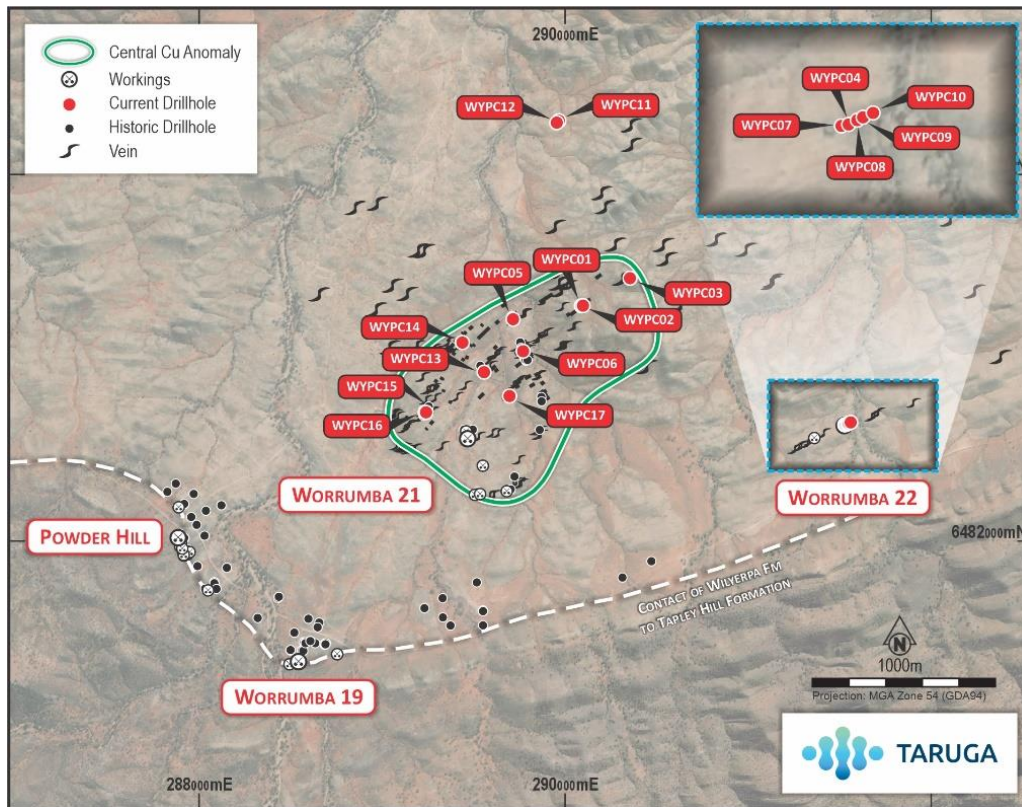 290000mE
Central Cu Anomaly
Workings
Current Drillhole
Historic Drillhole
Vein
WYPC12
WYPC11
WYPC04
WYPC10
WYPC07
WYPC09
WYPC08
WYPC05
WYPC01
WYPC03
WYPC02
WYPC14
WYPC13
WYPC06
WYPC15
WYPC16
WYPC17
WORRUMBA 21
WORRUMBA 22
POWDER HILL
6482000mN
CONTACT OF WILYERPA FM
TO TAPLEY HILL FORMATION
N
1000m
Projection: MGA Zone 54 (GDA94)
WORRUMBA 19
TARUGA
288000mE
290000mE